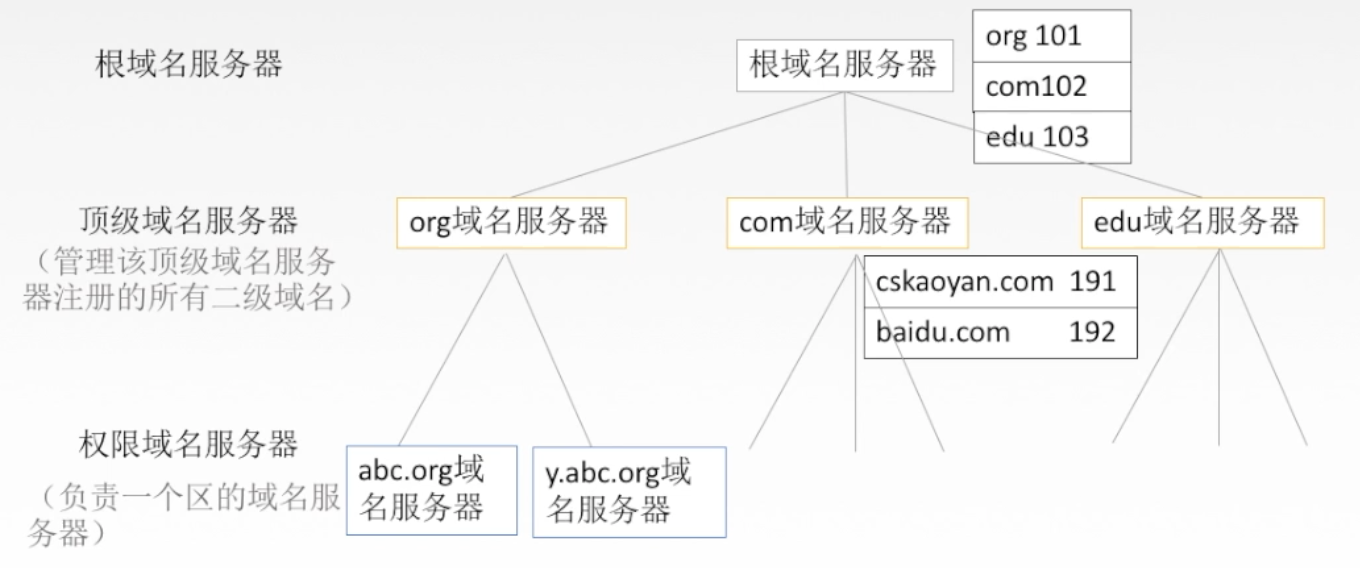 根域名服务器
根域名服务器
org 101
com102
edu 103
顶级域名服务器
（管理该顶级域名服务
器注册的所有二级域名）
org域名服务器
com域名服务器
edu域名服务器
cskaoyan.com 191
baidu.com 192
权限域名服务器
（负责一个区的域名服
务器）
abc.org域
名服务器
y.abc.org域
名服务器